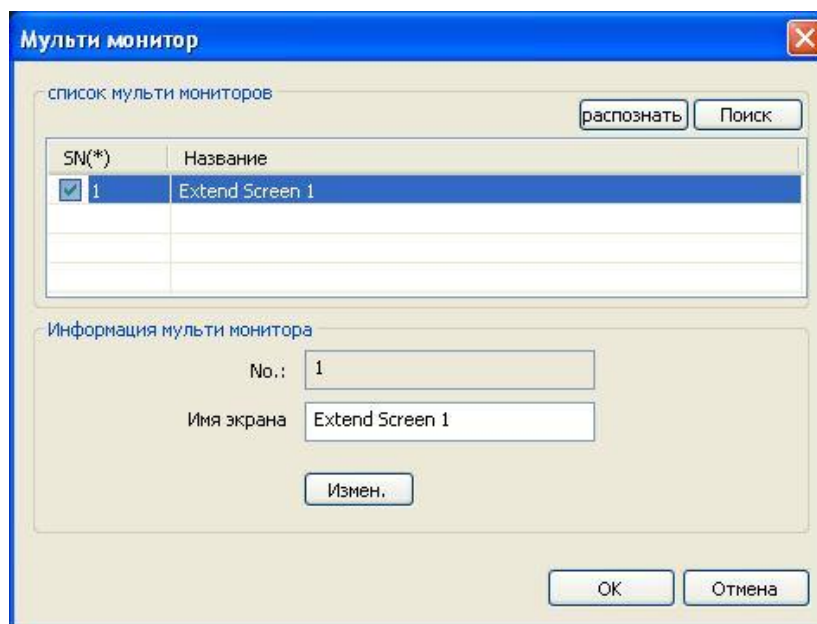 Мульти монитор
список мульти мониторов
распознать Поиск
SN(*) Название
1 Extend Screen 1
Информация мульти монитора
No.: 1
Имя экрана Extend Screen 1
Измен.
OK Отмена